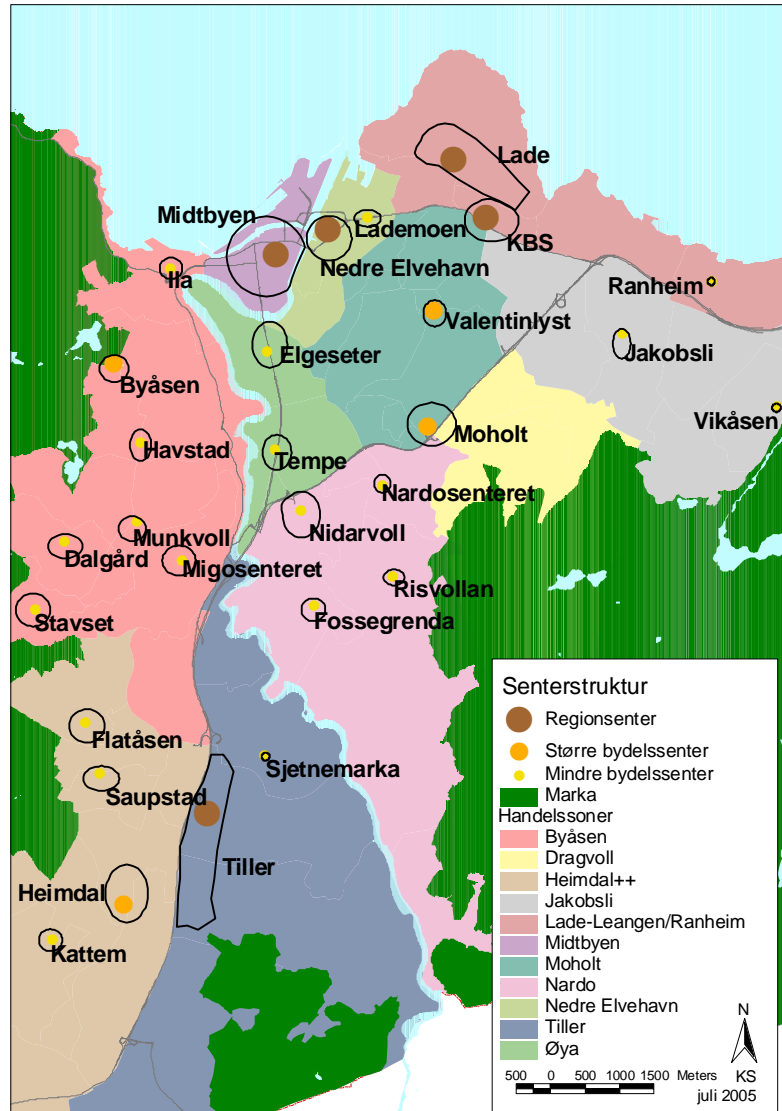 Lade
Midtbyen
Lademoen
KBS
Nedre Elvehavn
Ila
Ranheim
Valentinlyst
Elgeseter
Jakobsli
Byåsen
Vikåsen
Moholt
Havstad
Tempe
Nardosenteret
Munkvoll
Nidarvoll
Dalgård
Migosenteret
Risvollan
Stavset
Fossegrenda
Flatåsen
Sjetnemarka
Saupstad
Tiller
Heimdal
Kattem
Senterstruktur
Regionsenter
Større bydelssenter
Mindre bydelssenter
Marka
Handelssoner
Byåsen
Dragvoll
Heimdal++
Jakobsli
Lade-Leangen/Ranheim
Midtbyen
Moholt
Nardo
Nedre Elvehavn
Tiller
Øya
N
500 0 500 1000 1500 Meters
KS
juli 2005